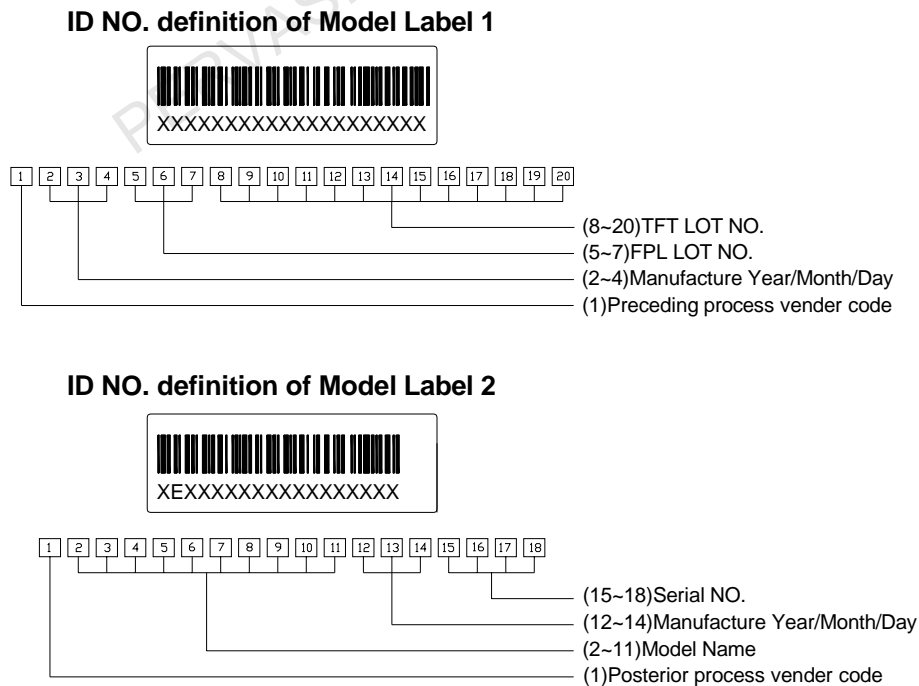 ID NO. definition of Model Label 1
PERVAS
XXXXXXXXXXXXXXXXXXXX
1 2 3 4 5 6 7 8 9 10 11 12 13 14 15 16 17 18 19 20
(8~20)TFT LOT NO.
(5~7)FPL LOT NO.
(2~4)Manufacture Year/Month/Day
(1)Preceding process vender code
ID NO. definition of Model Label 2
XEXXXXXXXXXXXXXXXX
1 2 3 4 5 6 7 8 9 10 11 12 13 14 15 16 17 18
(15~18)Serial NO.
(12~14)Manufacture Year/Month/Day
(2~11)Model Name
(1)Posterior process vender code